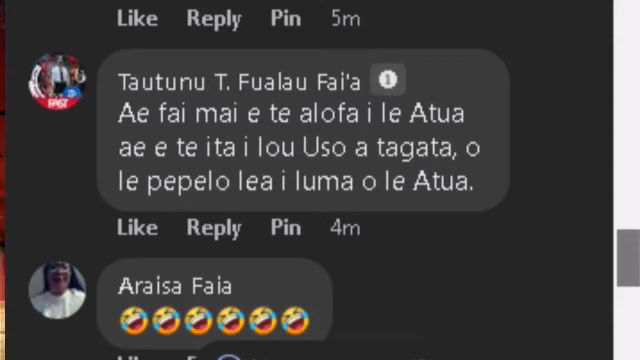 Like Reply Pin 5m
Tautunu T. Fualau Fai'a
Ae fai mai e te alofa i le Atua
ae e te ita i lou Uso a tagata, o
le pepelo lea i luma o le Atua.
Like Reply Pin 4m
Araisa Faia
🤣🤣🤣🤣🤣🤣